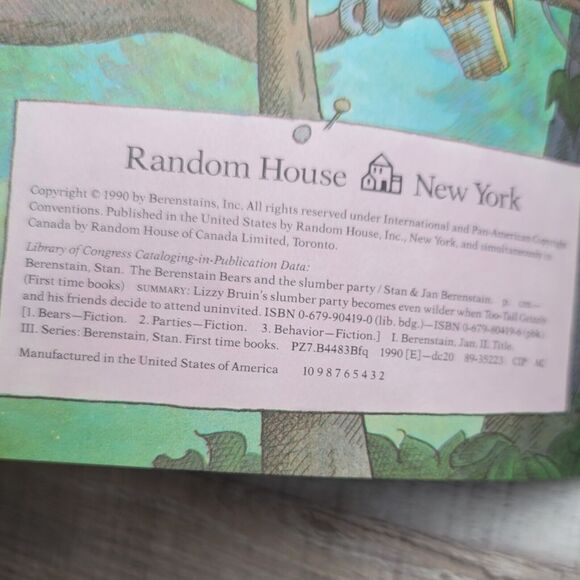 Random House New York
Copyright © 1990 by Berenstains, Inc. All rights reserved under International and Pan-American Copyright
Conventions. Published in the United States by Random House, Inc., New York, and simultaneously in
Canada by Random House of Canada Limited, Toronto.
Library of Congress Cataloging-in-Publication Data:
Berenstain, Stan. The Berenstain Bears and the slumber party / Stan & Jan Berenstain. p. cm.—
(First time books) SUMMARY: Lizzy Bruin's slumber party becomes even wilder when Too-Tall Grizzly
and his friends decide to attend uninvited. ISBN 0-679-90419-0 (lib. bdg.)—ISBN 0-679-80419-6 (pbk)
[1. Bears—Fiction. 2. Parties—Fiction. 3. Behavior—Fiction.] I. Berenstain, Jan. II. Title.
III. Series: Berenstain, Stan. First time books. PZ7.B4483Bfq 1990 [E]—dc20 89-35223 CIP AC
Manufactured in the United States of America 10 9 8 7 6 5 4 3 2